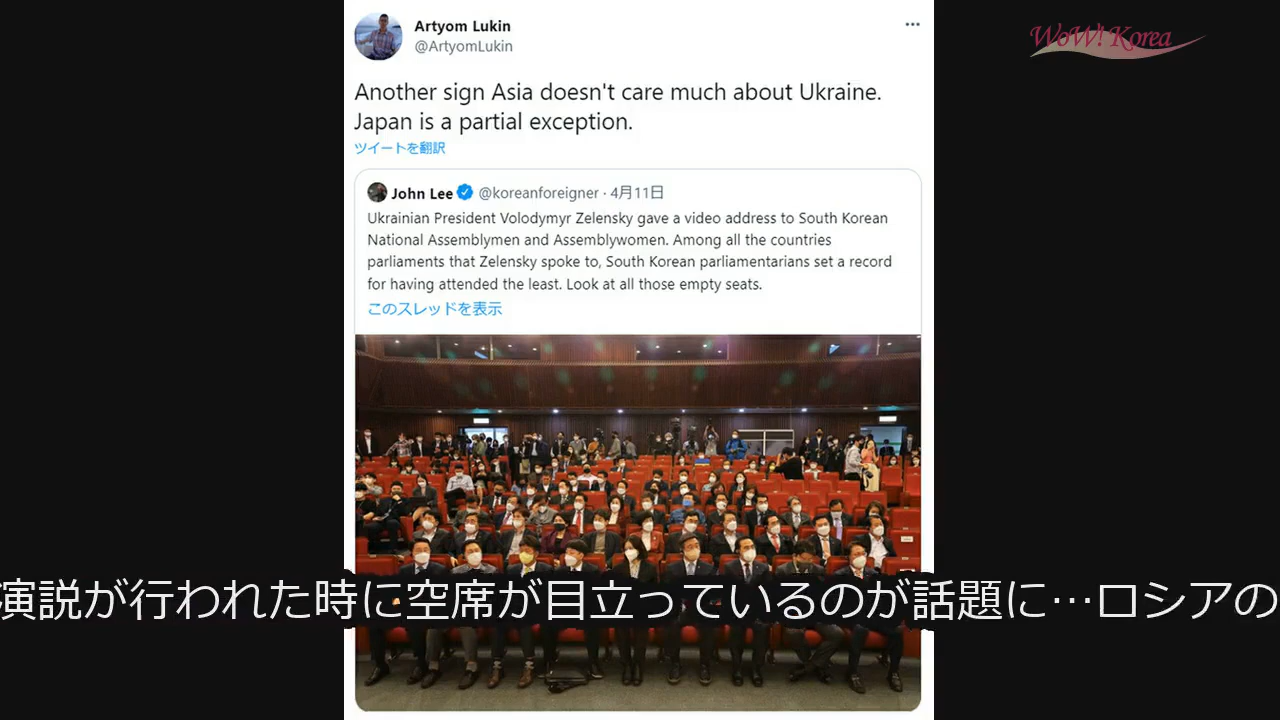 Artyom Lukin
@ArtyomLukin
WoW! Korea
Another sign Asia doesn't care much about Ukraine.
Japan is a partial exception.
ツイートを翻訳
John Lee @koreanforeigner · 4月11日
Ukrainian President Volodymyr Zelensky gave a video address to South Korean
National Assemblymen and Assemblywomen. Among all the countries
parliaments that Zelensky spoke to, South Korean parliamentarians set a record
for having attended the least. Look at all those empty seats.
このスレッドを表示
演説が行われた時に空席が目立っているのが話題に…ロシアの